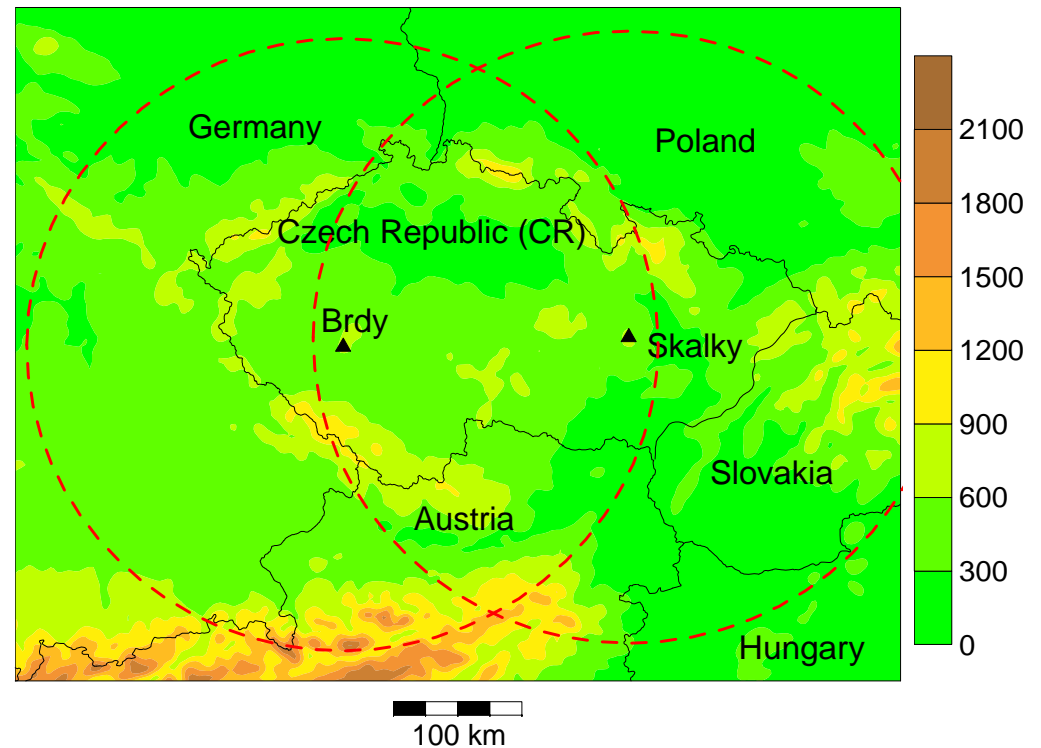 Germany
Poland
Czech Republic (CR)
Brdy
Skalky
Slovakia
Austria
Hungary
2100
1800
1500
1200
900
600
300
0
100 km